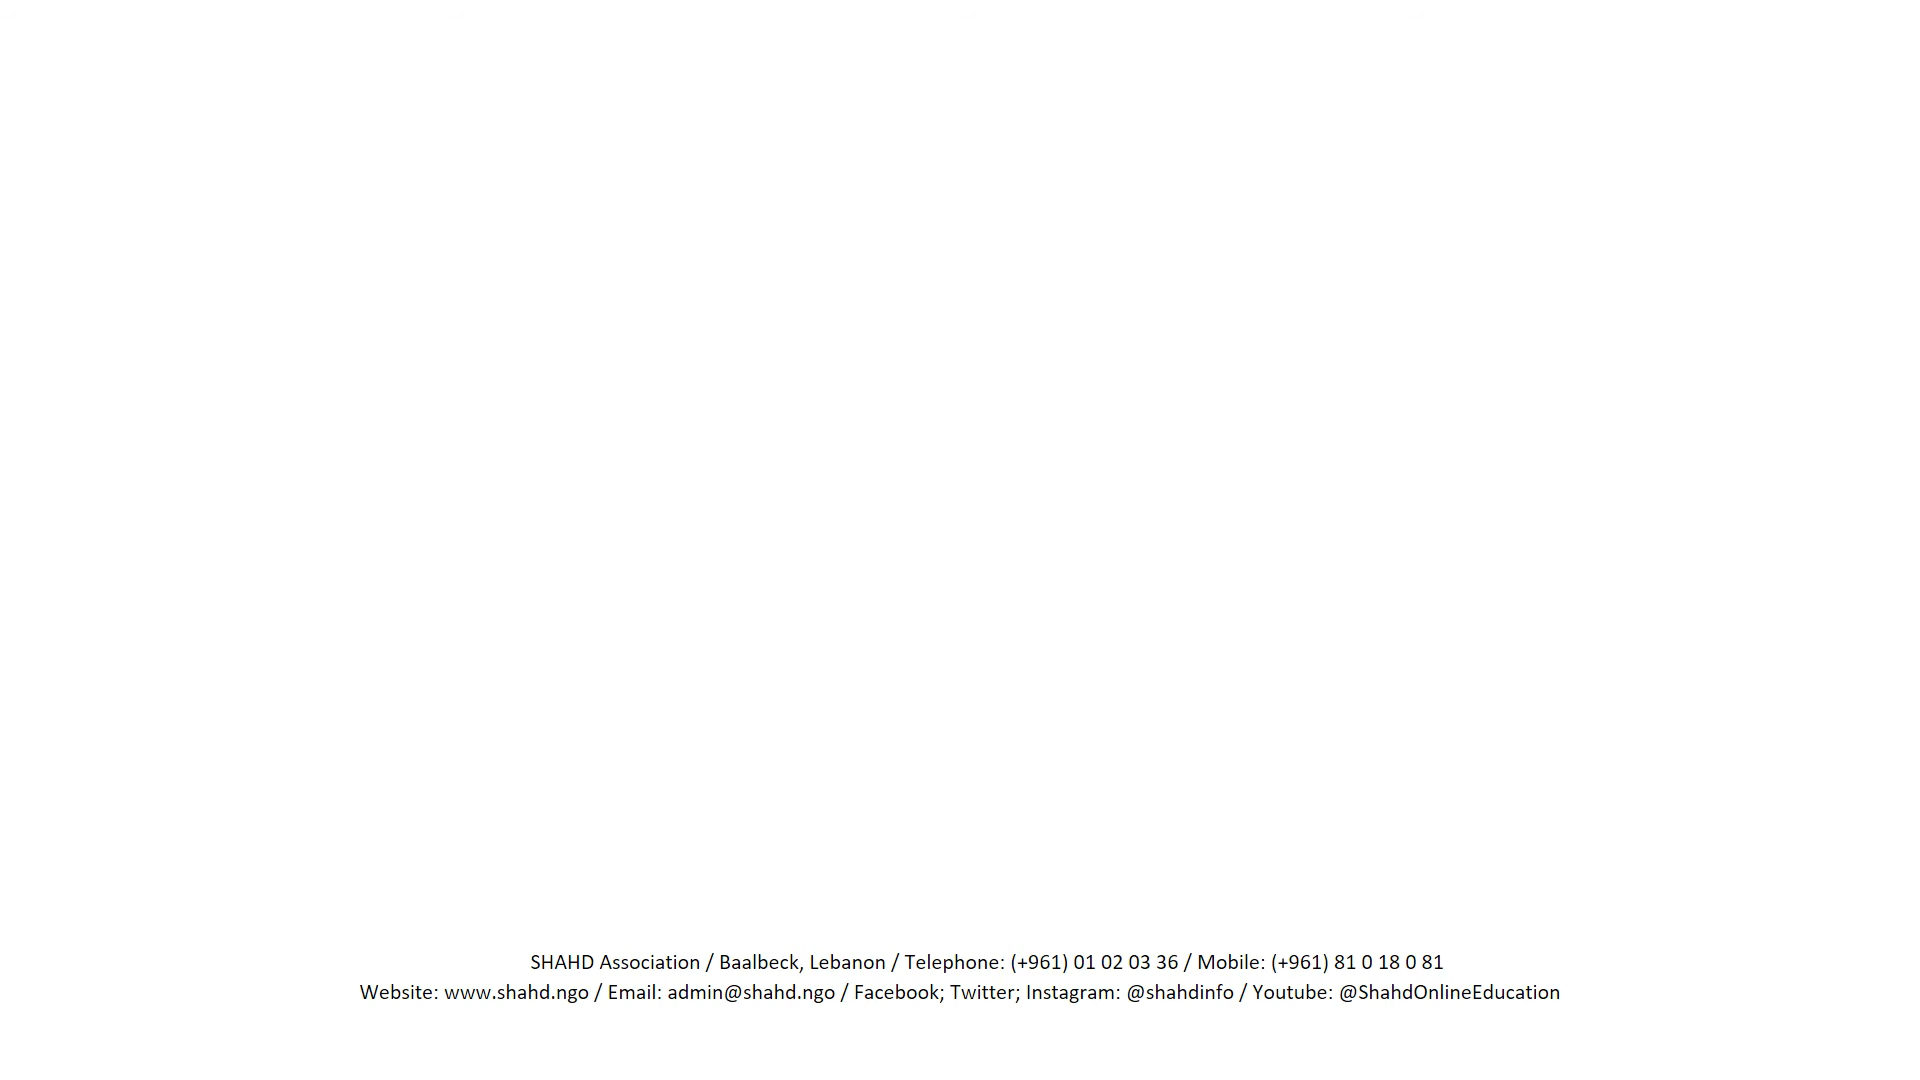 SHAHD Association / Baalbeck, Lebanon / Telephone: (+961) 01 02 03 36 / Mobile: (+961) 81 0 18 0 81
Website: www.shahd.ngo / Email: admin@shahd.ngo / Facebook; Twitter; Instagram: @shahdinfo / Youtube: @ShahdOnlineEducation